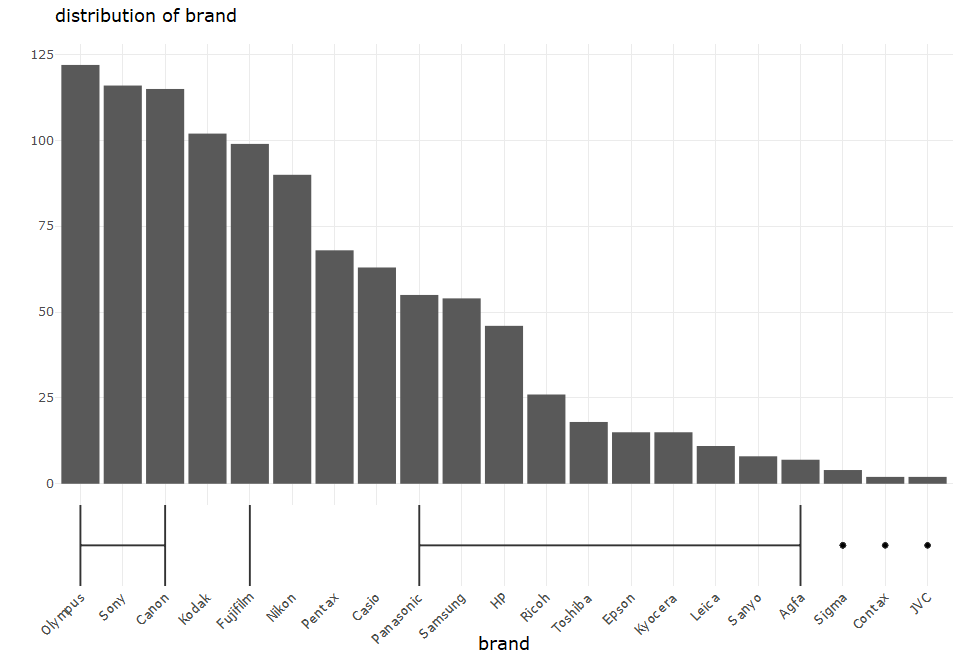 distribution of brand
125
100
75
50
25
0
Olympus
Sony
Canon
Kodak
Fujifilm
Nikon
Pentax
Casio
Panasonic
Samsung
HP
Ricoh
Toshiba
Epson
Kyocera
Leica
Sanyo
Agfa
Sigma
Contax
JVC
brand